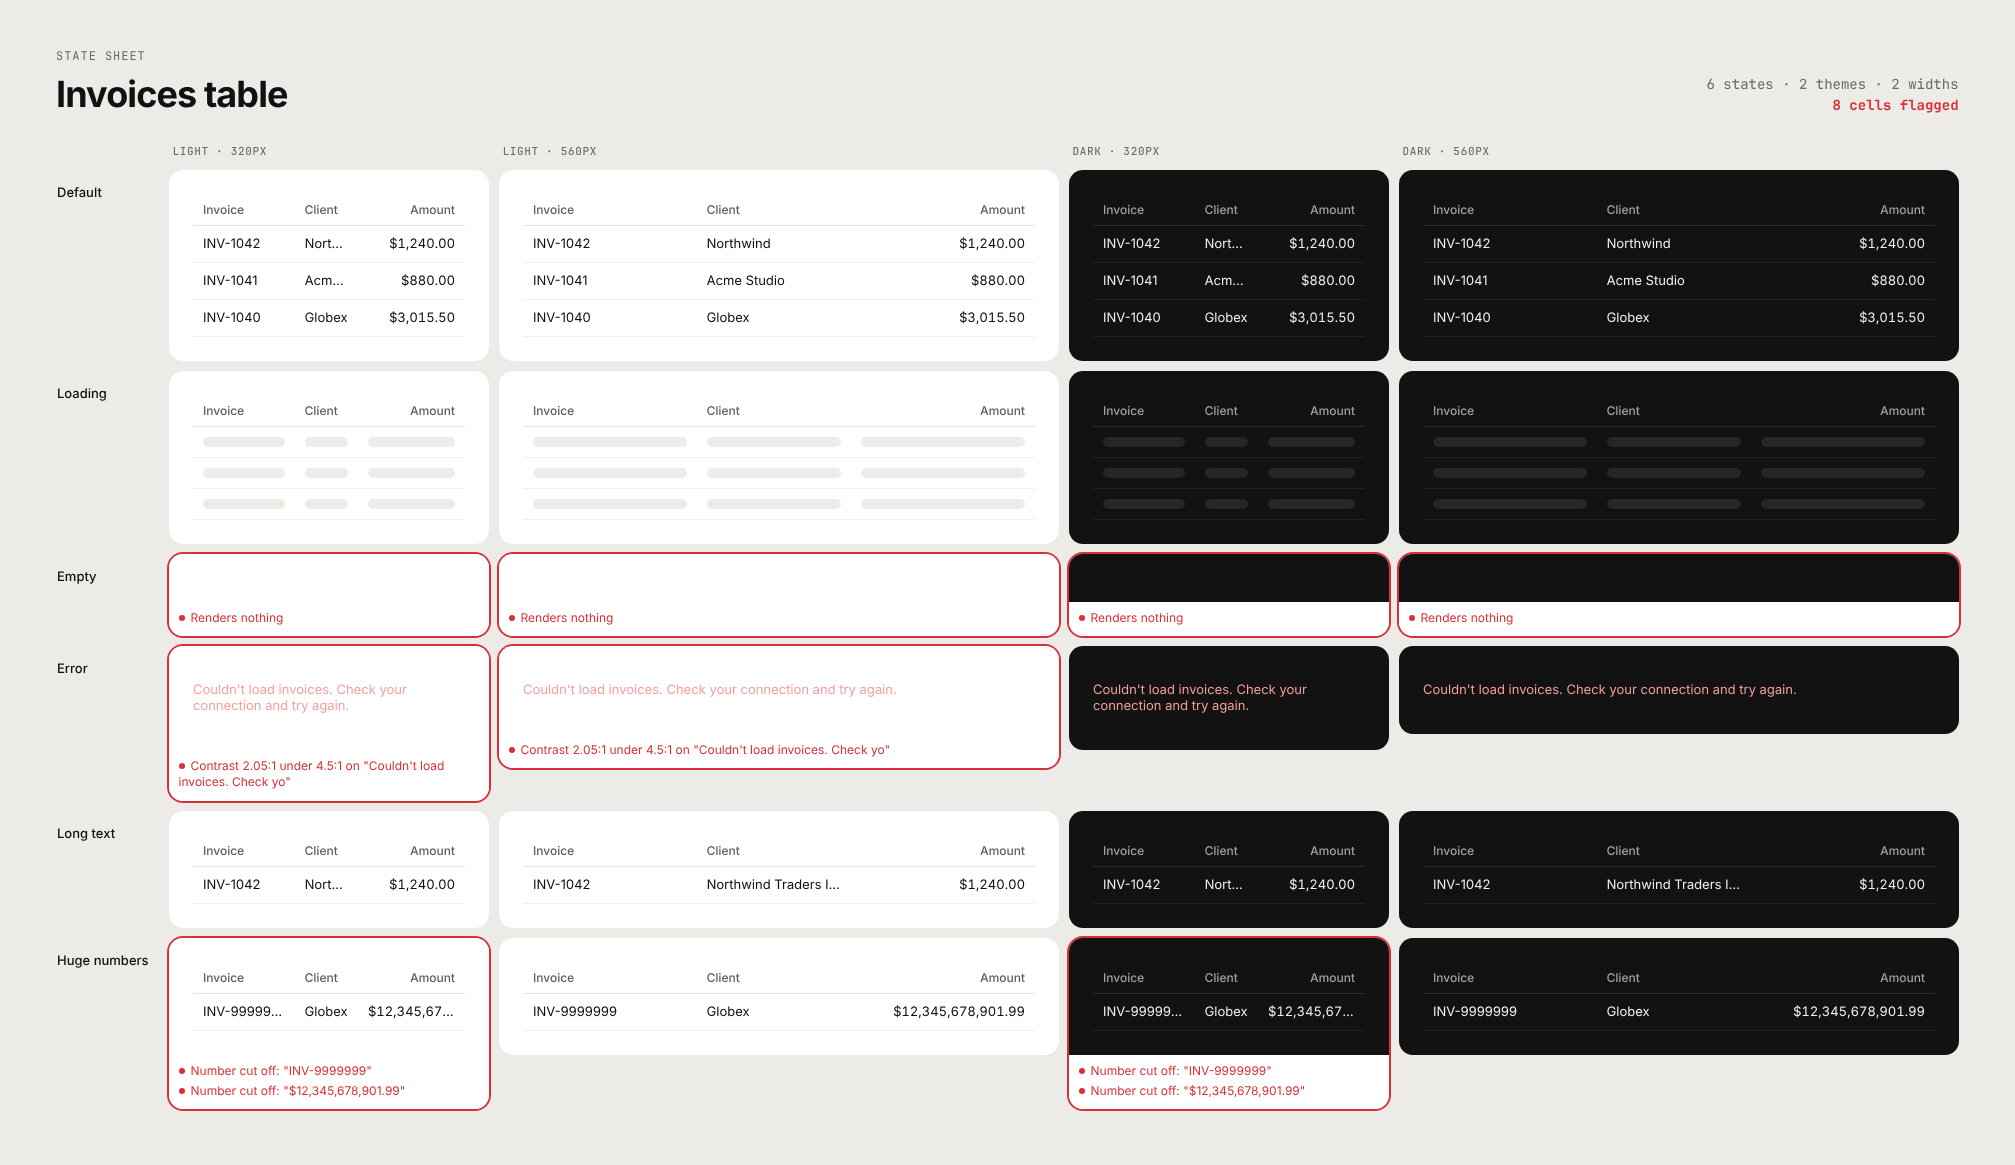 STATE SHEET
Invoices table
6 states · 2 themes · 2 widths
8 cells flagged
LIGHT · 320PX
LIGHT · 560PX
DARK · 320PX
DARK · 560PX
Default
Invoice Client Amount
INV-1042 Nort... $1,240.00
INV-1041 Acm... $880.00
INV-1040 Globex $3,015.50
Invoice Client Amount
INV-1042 Northwind $1,240.00
INV-1041 Acme Studio $880.00
INV-1040 Globex $3,015.50
Invoice Client Amount
INV-1042 Nort... $1,240.00
INV-1041 Acm... $880.00
INV-1040 Globex $3,015.50
Invoice Client Amount
INV-1042 Northwind $1,240.00
INV-1041 Acme Studio $880.00
INV-1040 Globex $3,015.50
Loading
Invoice Client Amount
Invoice Client Amount
Invoice Client Amount
Invoice Client Amount
Empty
Renders nothing
Renders nothing
Renders nothing
Renders nothing
Error
Couldn't load invoices. Check your
connection and try again.
Contrast 2.05:1 under 4.5:1 on "Couldn't load
invoices. Check yo"
Couldn't load invoices. Check your connection and try again.
Contrast 2.05:1 under 4.5:1 on "Couldn't load invoices. Check yo"
Couldn't load invoices. Check your
connection and try again.
Couldn't load invoices. Check your connection and try again.
Long text
Invoice Client Amount
INV-1042 Nort... $1,240.00
Invoice Client Amount
INV-1042 Northwind Traders I... $1,240.00
Invoice Client Amount
INV-1042 Nort... $1,240.00
Invoice Client Amount
INV-1042 Northwind Traders I... $1,240.00
Huge numbers
Invoice Client Amount
INV-99999... Globex $12,345,67...
Number cut off: "INV-9999999"
Number cut off: "$12,345,678,901.99"
Invoice Client Amount
INV-9999999 Globex $12,345,678,901.99
Invoice Client Amount
INV-99999... Globex $12,345,67...
Number cut off: "INV-9999999"
Number cut off: "$12,345,678,901.99"
Invoice Client Amount
INV-9999999 Globex $12,345,678,901.99